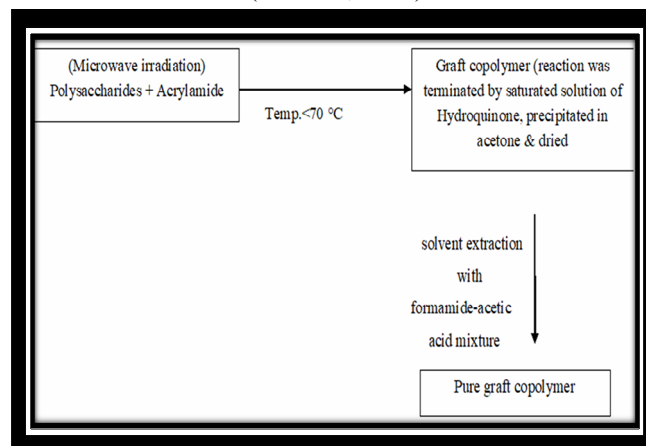 (Microwave irradiation)
Polysaccharides + Acrylamide
Temp.<70 °C
Graft copolymer (reaction was
terminated by saturated solution of
Hydroquinone, precipitated in
acetone & dried
solvent extraction
with
formamide-acetic
acid mixture
Pure graft copolymer